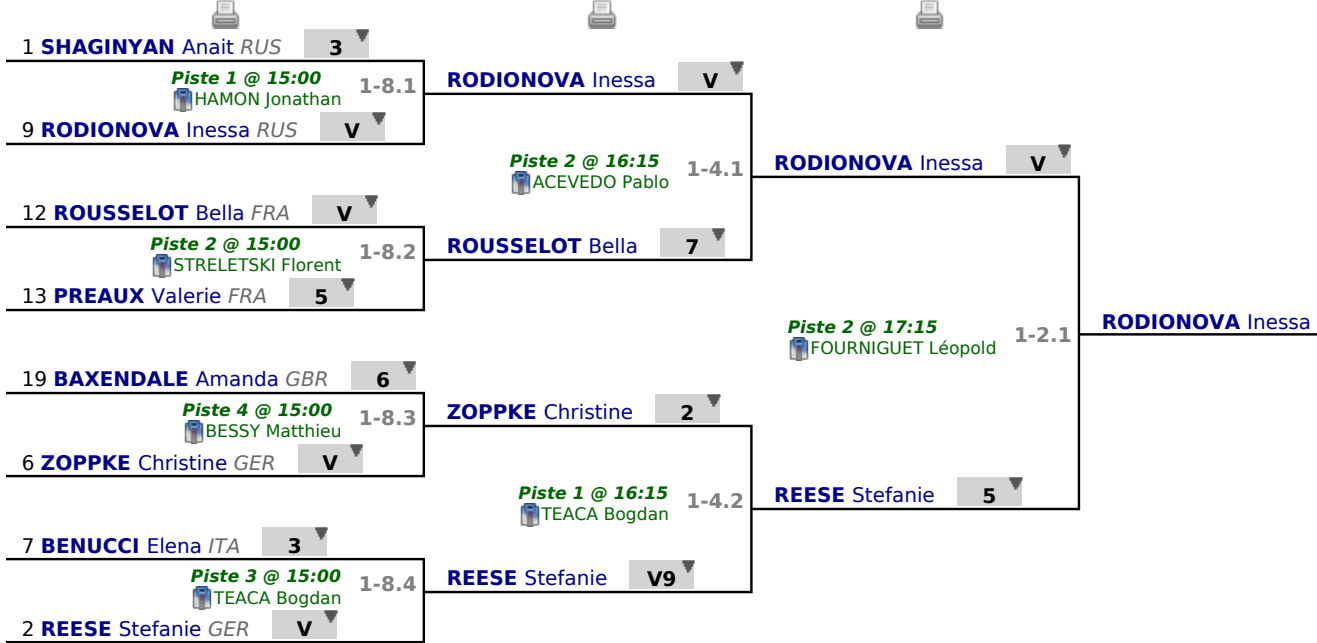 1 SHAGINYAN Anait RUS 3
Piste 1 @ 15:00
HAMON Jonathan
1-8.1
9 RODIONOVA Inessa RUS V
12 ROUSSELOT Bella FRA V
Piste 2 @ 15:00
STRELETSKI Florent
1-8.2
13 PREAUX Valerie FRA 5
19 BAXENDALE Amanda GBR 6
Piste 4 @ 15:00
BESSY Matthieu
1-8.3
6 ZOPPKE Christine GER V
7 BENUCCI Elena ITA 3
Piste 3 @ 15:00
TEACA Bogdan
1-8.4
2 REESE Stefanie GER V
RODIONOVA Inessa V
Piste 2 @ 16:15
ACEVEDO Pablo
1-4.1
ROUSSELOT Bella 7
ZOPPKE Christine 2
Piste 1 @ 16:15
TEACA Bogdan
1-4.2
REESE Stefanie V9
RODIONOVA Inessa V
Piste 2 @ 17:15
FOURNIGUET Léopold
1-2.1
REESE Stefanie 5
RODIONOVA Inessa